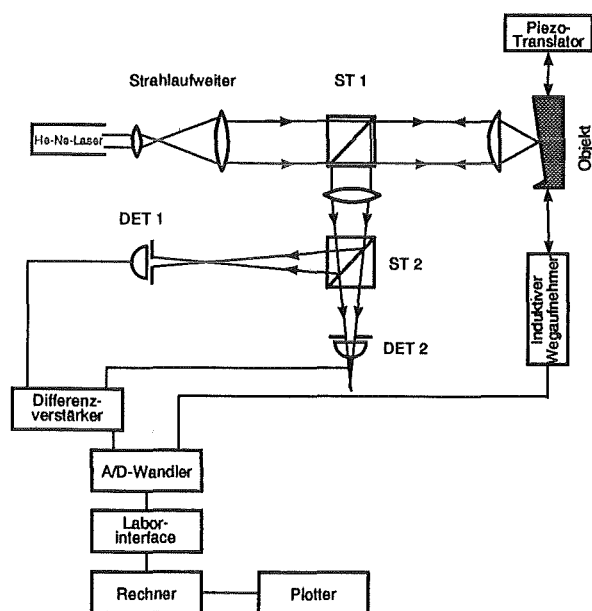 Piezo-
Translator
Strahlaufweiter
ST 1
He-Ne-Laser
Objekt
DET 1
ST 2
Induktiver
Wegaufnehmer
DET 2
Differenz-
verstärker
A/D-Wandler
Labor-
interface
Rechner
Plotter